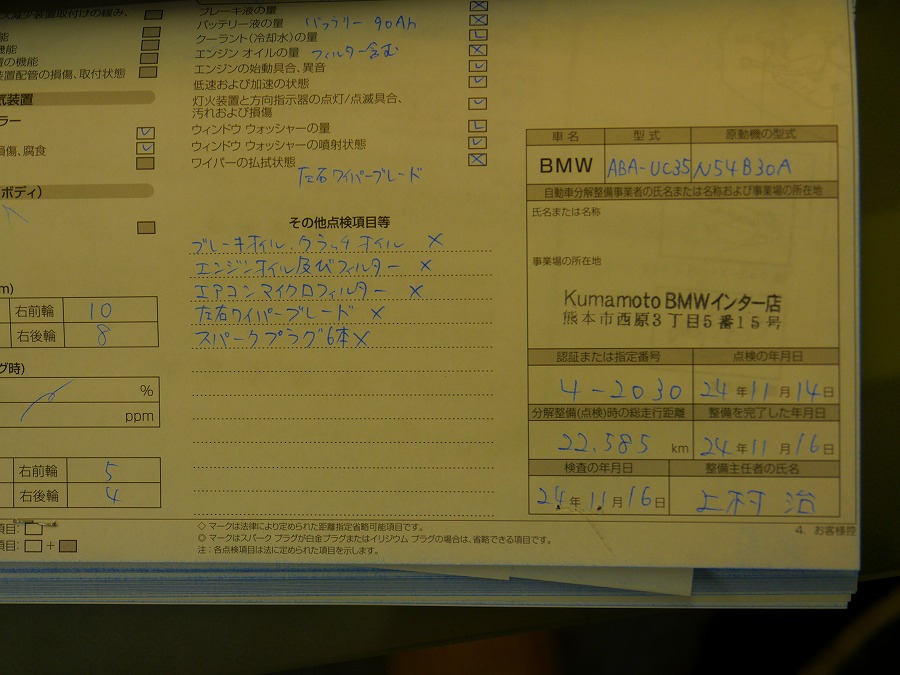 取付けの緩み、
能
機能
置の機能
装置配管の損傷、取付状態
気装置
ラー
損傷、腐食
ボディ）
m)
右前輪 10
右後輪 8
グ時)
%
ppm
右前輪 5
右後輪 4
項目：
項目： +
ブレーキ液の量
バッテリー液の量 バッテリー 90Ah
クーラント（冷却水）の量 L
エンジン オイルの量 フィルター含む
エンジンの始動具合、異音
低速および加速の状態
灯火装置と方向指示器の点灯/点滅具合、
汚れおよび損傷
ウィンドウ ウォッシャーの量 L
ウィンドウ ウォッシャーの噴射状態
ワイパーの払拭状態
左右ワイパーブレード
その他点検項目等
ブレーキオイル、クラッチオイル ×
エンジンオイル及びフィルター ×
エアコンマイクロフィルター ×
左右ワイパーブレード ×
スパークプラグ6本×
◇ マークは法律により定められた距離指定省略可能項目です。
◎ マークはスパーク プラグが白金プラグまたはイリジウム プラグの場合は、省略できる項目です。
注：各点検項目は法に定められた項目を示します。
車名 型式 原動機の型式
BMW ABA-UC35 N54B30A
自動車分解整備事業者の氏名または名称および事業場の所在地
氏名または名称
事業場の所在地
Kumamoto BMWインター店
熊本市西原3丁目5番15号
認証または指定番号 点検の年月日
4-2030 24年11月14日
分解整備(点検)時の総走行距離 整備を完了した年月日
22,585 km 24年11月16日
検査の年月日 整備主任者の氏名
24年11月16日 上村 治
4. お客様控